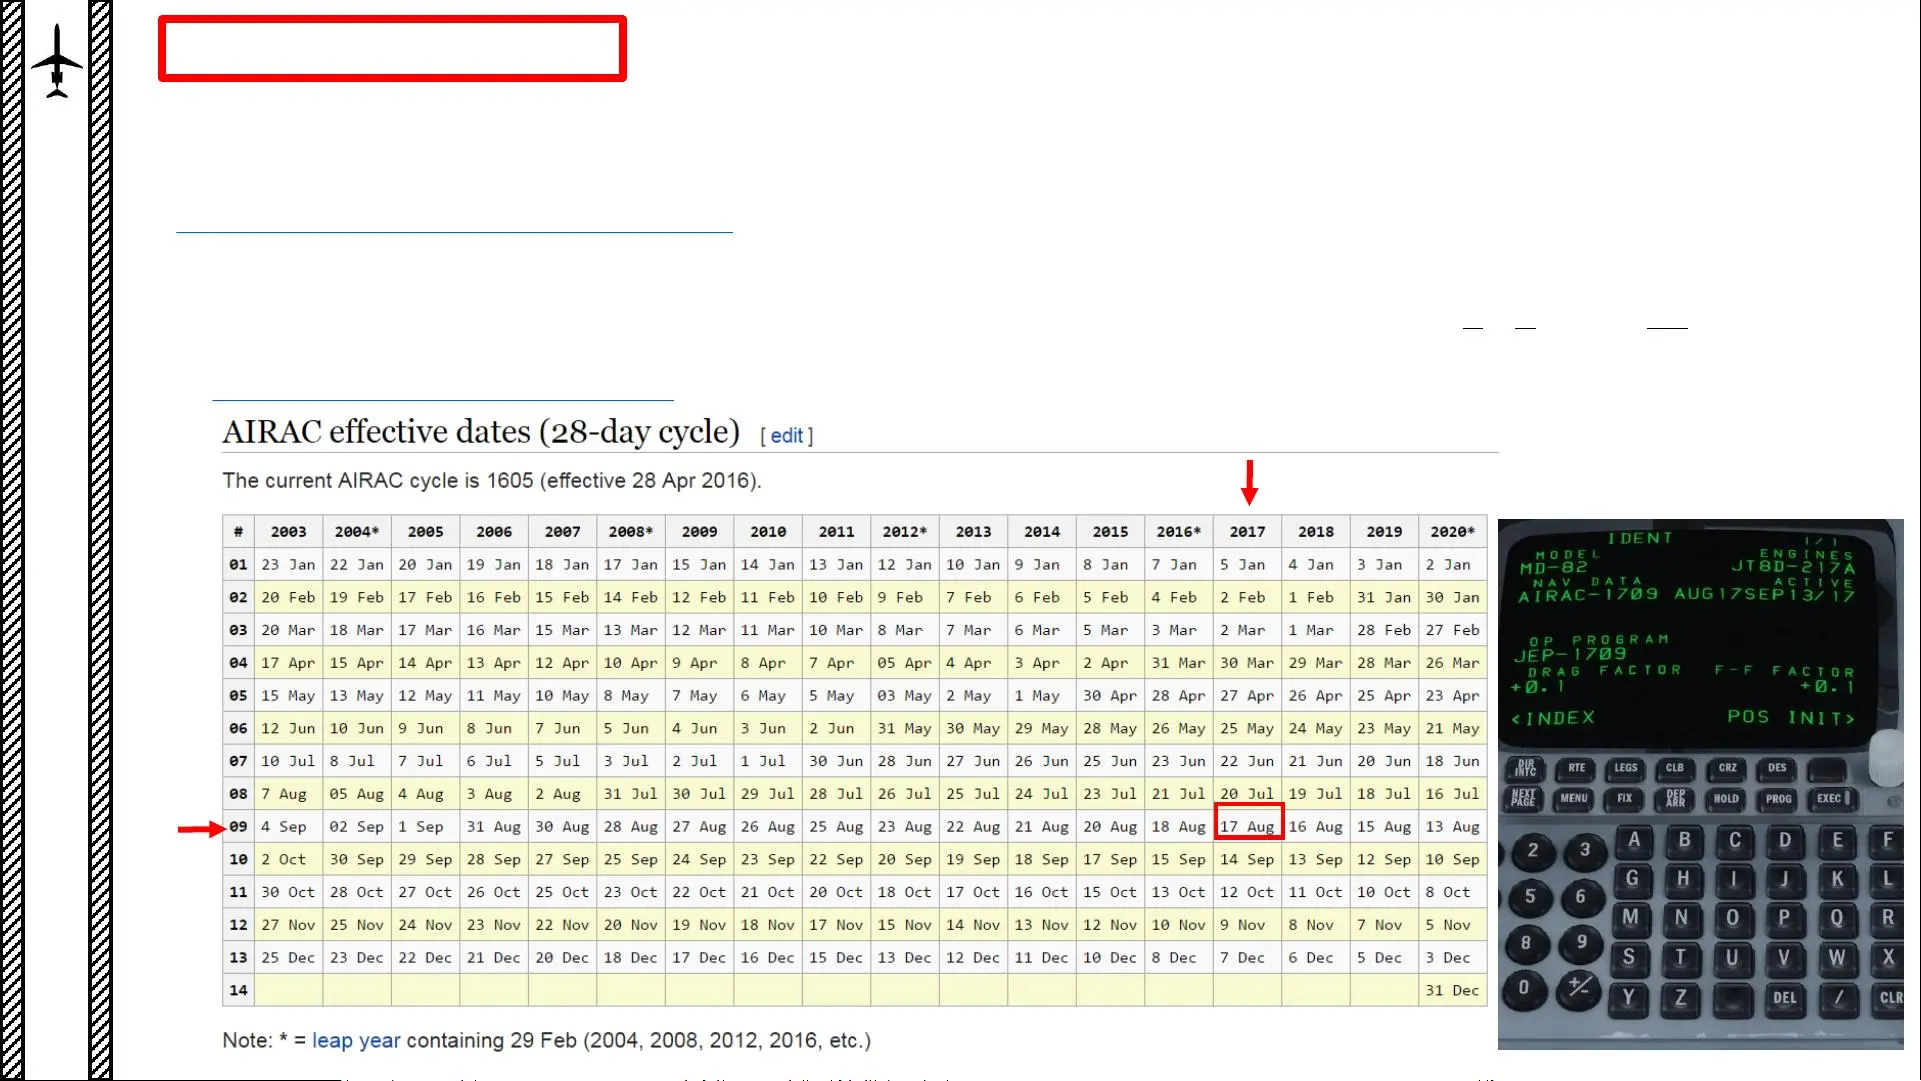 AIRAC effective dates (28-day cycle) [ edit ]
The current AIRAC cycle is 1605 (effective 28 Apr 2016).
# 2003 2004* 2005 2006 2007 2008* 2009 2010 2011 2012* 2013 2014 2015 2016* 2017 2018 2019 2020*
01 23 Jan 22 Jan 20 Jan 19 Jan 18 Jan 17 Jan 15 Jan 14 Jan 13 Jan 12 Jan 10 Jan 9 Jan 8 Jan 7 Jan 5 Jan 4 Jan 3 Jan 2 Jan
02 20 Feb 19 Feb 17 Feb 16 Feb 15 Feb 14 Feb 12 Feb 11 Feb 10 Feb 9 Feb 7 Feb 6 Feb 5 Feb 4 Feb 2 Feb 1 Feb 31 Jan 30 Jan
03 20 Mar 18 Mar 17 Mar 16 Mar 15 Mar 13 Mar 12 Mar 11 Mar 10 Mar 8 Mar 7 Mar 6 Mar 5 Mar 3 Mar 2 Mar 1 Mar 28 Feb 27 Feb
04 17 Apr 15 Apr 14 Apr 13 Apr 12 Apr 10 Apr 9 Apr 8 Apr 7 Apr 05 Apr 4 Apr 3 Apr 2 Apr 31 Mar 30 Mar 29 Mar 28 Mar 26 Mar
05 15 May 13 May 12 May 11 May 10 May 8 May 7 May 6 May 5 May 03 May 2 May 1 May 30 Apr 28 Apr 27 Apr 26 Apr 25 Apr 23 Apr
06 12 Jun 10 Jun 9 Jun 8 Jun 7 Jun 5 Jun 4 Jun 3 Jun 2 Jun 31 May 30 May 29 May 28 May 26 May 25 May 24 May 23 May 21 May
07 10 Jul 8 Jul 7 Jul 6 Jul 5 Jul 3 Jul 2 Jul 1 Jul 30 Jun 28 Jun 27 Jun 26 Jun 25 Jun 23 Jun 22 Jun 21 Jun 20 Jun 18 Jun
08 7 Aug 05 Aug 4 Aug 3 Aug 2 Aug 31 Jul 30 Jul 29 Jul 28 Jul 26 Jul 25 Jul 24 Jul 23 Jul 21 Jul 20 Jul 19 Jul 18 Jul 16 Jul
09 4 Sep 02 Sep 1 Sep 31 Aug 30 Aug 28 Aug 27 Aug 26 Aug 25 Aug 23 Aug 22 Aug 21 Aug 20 Aug 18 Aug 17 Aug 16 Aug 15 Aug 13 Aug
10 2 Oct 30 Sep 29 Sep 28 Sep 27 Sep 25 Sep 24 Sep 23 Sep 22 Sep 20 Sep 19 Sep 18 Sep 17 Sep 15 Sep 14 Sep 13 Sep 12 Sep 10 Sep
11 30 Oct 28 Oct 27 Oct 26 Oct 25 Oct 23 Oct 22 Oct 21 Oct 20 Oct 18 Oct 17 Oct 16 Oct 15 Oct 13 Oct 12 Oct 11 Oct 10 Oct 8 Oct
12 27 Nov 25 Nov 24 Nov 23 Nov 22 Nov 20 Nov 19 Nov 18 Nov 17 Nov 15 Nov 14 Nov 13 Nov 12 Nov 10 Nov 9 Nov 8 Nov 7 Nov 5 Nov
13 25 Dec 23 Dec 22 Dec 21 Dec 20 Dec 18 Dec 17 Dec 16 Dec 15 Dec 13 Dec 12 Dec 11 Dec 10 Dec 8 Dec 7 Dec 6 Dec 5 Dec 3 Dec
14 31 Dec
Note: * = leap year containing 29 Feb (2004, 2008, 2012, 2016, etc.)
IDENT 1/1
MODEL ENGINES
MD-82 JT8D-217A
NAV DATA ACTIVE
AIRAC-1709 AUG17SEP13/17
OP PROGRAM
JEP-1709
DRAG FACTOR F-F FACTOR
+0.1 +0.1
<INDEX POS INIT>
DIR INTC RTE LEGS CLB CRZ DES
NEXT PAGE MENU FIX DEP ARR HOLD PROG EXEC
2 3 A B C D E F
G H I J K L
5 6 M N O P Q R
8 9 S T U V W X
0 +/- Y Z DEL / CLR